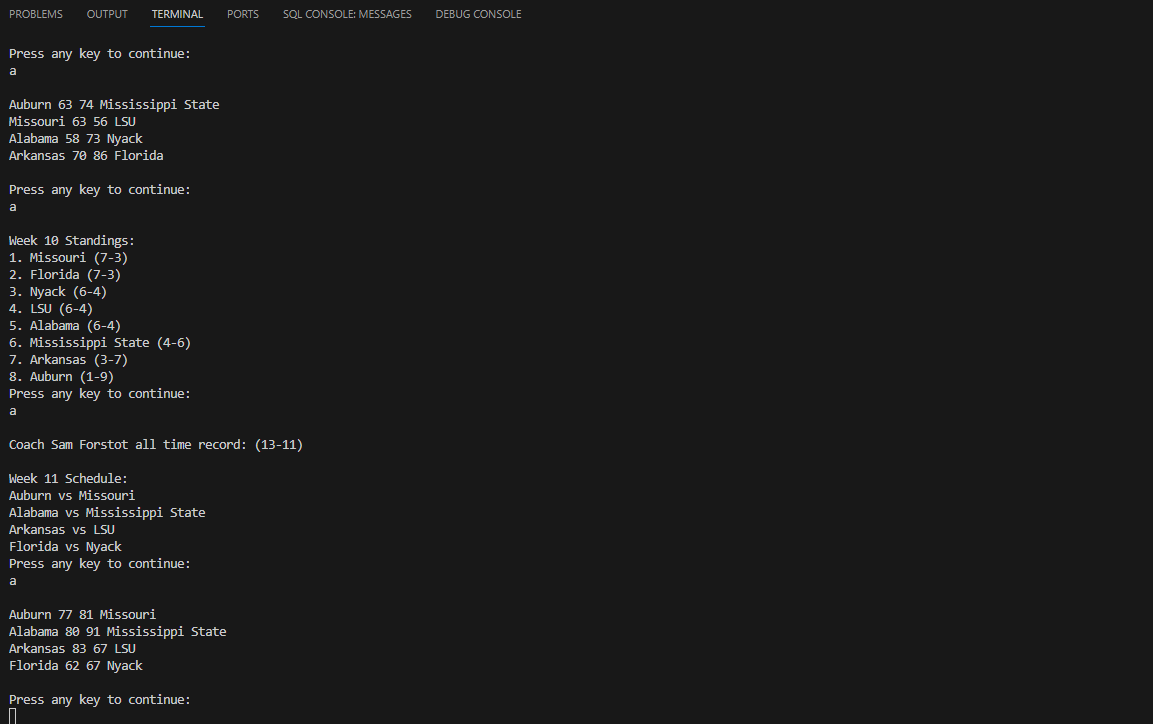 PROBLEMS OUTPUT TERMINAL PORTS SQL CONSOLE: MESSAGES DEBUG CONSOLE
Press any key to continue:
a
Auburn 63 74 Mississippi State
Missouri 63 56 LSU
Alabama 58 73 Nyack
Arkansas 70 86 Florida
Press any key to continue:
a
Week 10 Standings:
1. Missouri (7-3)
2. Florida (7-3)
3. Nyack (6-4)
4. LSU (6-4)
5. Alabama (6-4)
6. Mississippi State (4-6)
7. Arkansas (3-7)
8. Auburn (1-9)
Press any key to continue:
a
Coach Sam Forstot all time record: (13-11)
Week 11 Schedule:
Auburn vs Missouri
Alabama vs Mississippi State
Arkansas vs LSU
Florida vs Nyack
Press any key to continue:
a
Auburn 77 81 Missouri
Alabama 80 91 Mississippi State
Arkansas 83 67 LSU
Florida 62 67 Nyack
Press any key to continue: